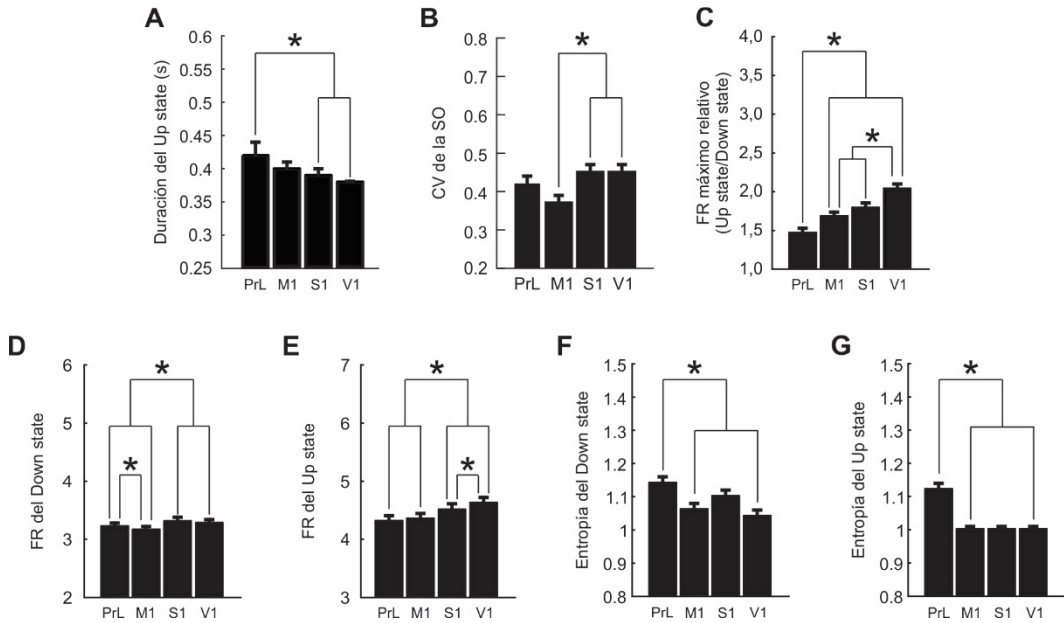 A
Duración del Up state (s)
0.6
0.55
0.5
0.45
0.4
0.35
0.3
0.25
*
PrL M1 S1 V1
B
CV de la SO
0.8
0.7
0.6
0.5
0.4
0.3
0.2
*
PrL M1 S1 V1
C
FR máximo relativo
(Up state/Down state)
4,0
3,5
3,0
2,5
2,0
1,5
1,0
*
*
PrL M1 S1 V1
D
FR del Down state
6
5
4
3
2
*
*
PrL M1 S1 V1
E
FR del Up state
7
6
5
4
3
*
*
PrL M1 S1 V1
F
Entropía del Down state
1.5
1.4
1.3
1.2
1.1
1
0.9
0.8
*
PrL M1 S1 V1
G
Entropía del Up state
1.5
1.4
1.3
1.2
1.1
1
0.9
0.8
*
PrL M1 S1 V1